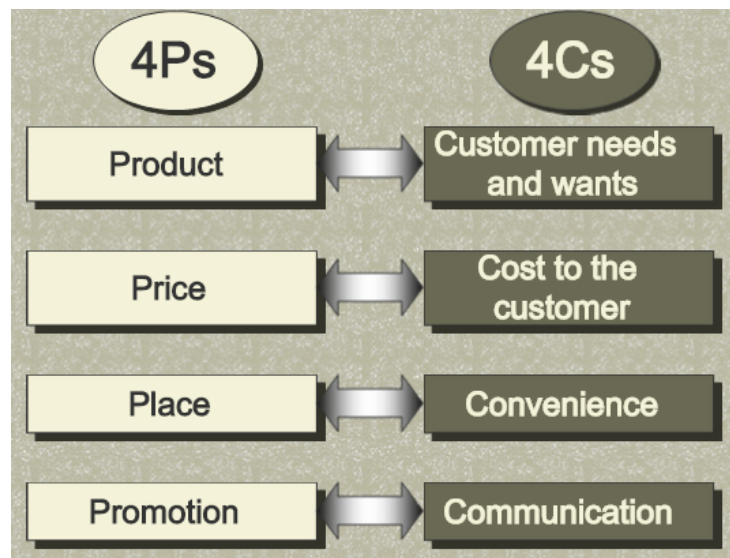 4Ps
4Cs
Product
Customer needs
and wants
Price
Cost to the
customer
Place
Convenience
Promotion
Communication